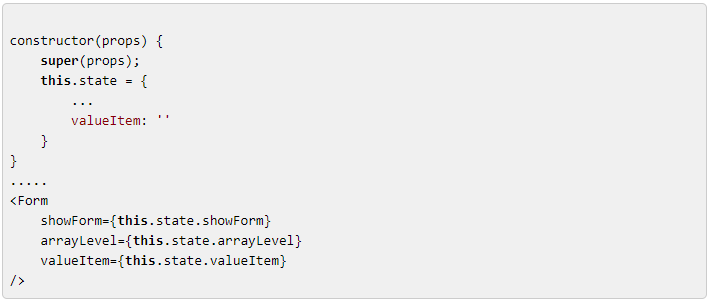 constructor(props) {
    super(props);
    this.state = {
        ...
        valueItem: ''
    }
}
.....
<Form
    showForm={this.state.showForm}
    arrayLevel={this.state.arrayLevel}
    valueItem={this.state.valueItem}
/>